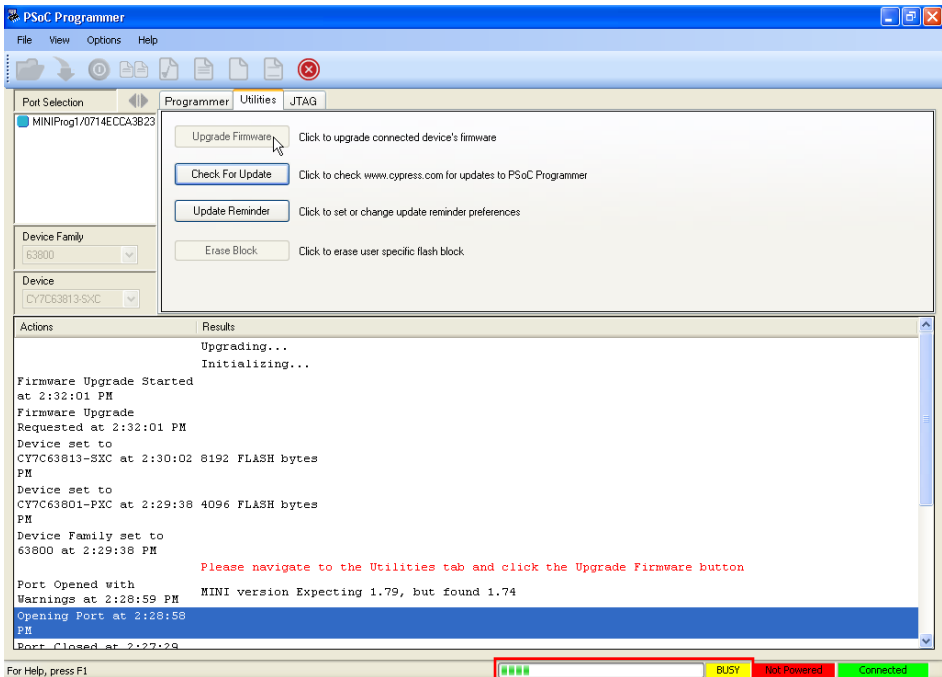 PSoC Programmer
File View Options Help
Port Selection
Programmer Utilities JTAG
MINIProg1/0714ECCA3B23
Upgrade Firmware Click to upgrade connected device's firmware
Check For Update Click to check www.cypress.com for updates to PSoC Programmer
Update Reminder Click to set or change update reminder preferences
Erase Block Click to erase user specific flash block
Device Family
63800
Device
CY7C63813-SXC
Actions Results
Upgrading...
Initializing...
Firmware Upgrade Started
at 2:32:01 PM
Firmware Upgrade
Requested at 2:32:01 PM
Device set to
CY7C63813-SXC at 2:30:02 8192 FLASH bytes
PM
Device set to
CY7C63801-PXC at 2:29:38 4096 FLASH bytes
PM
Device Family set to
63800 at 2:29:38 PM
Please navigate to the Utilities tab and click the Upgrade Firmware button
Port Opened with
Warnings at 2:28:59 PM MINI version Expecting 1.79, but found 1.74
Opening Port at 2:28:58
PM
Port Closed at 2:27:29
For Help, press F1 BUSY Not Powered Connected